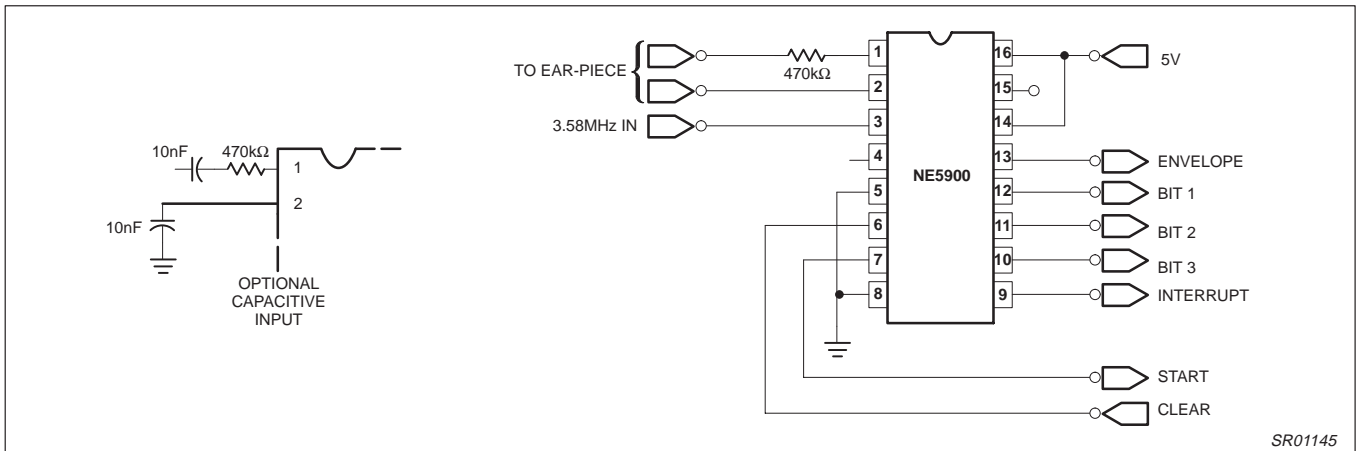 TO EAR-PIECE
3.58MHz IN
470kΩ
1
2
3
4
5
6
7
8
NE5900
16
15
14
13
12
11
10
9
5V
ENVELOPE
BIT 1
BIT 2
BIT 3
INTERRUPT
START
CLEAR
10nF
470kΩ
1
2
10nF
OPTIONAL
CAPACITIVE
INPUT
SR01145